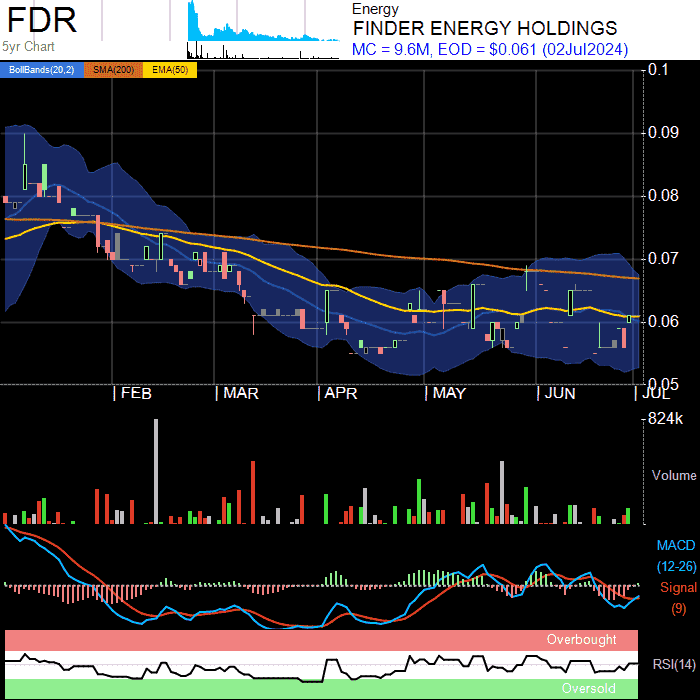 FDR
5yr Chart
Energy
FINDER ENERGY HOLDINGS
MC = 9.6M, EOD = $0.061 (02Jul2024)
BollBands(20,2) SMA(200) EMA(50)
0.1
0.09
0.08
0.07
0.06
0.05
FEB MAR APR MAY JUN JUL
824k
Volume
MACD
(12-26)
Signal
(9)
Overbought
RSI(14)
Oversold